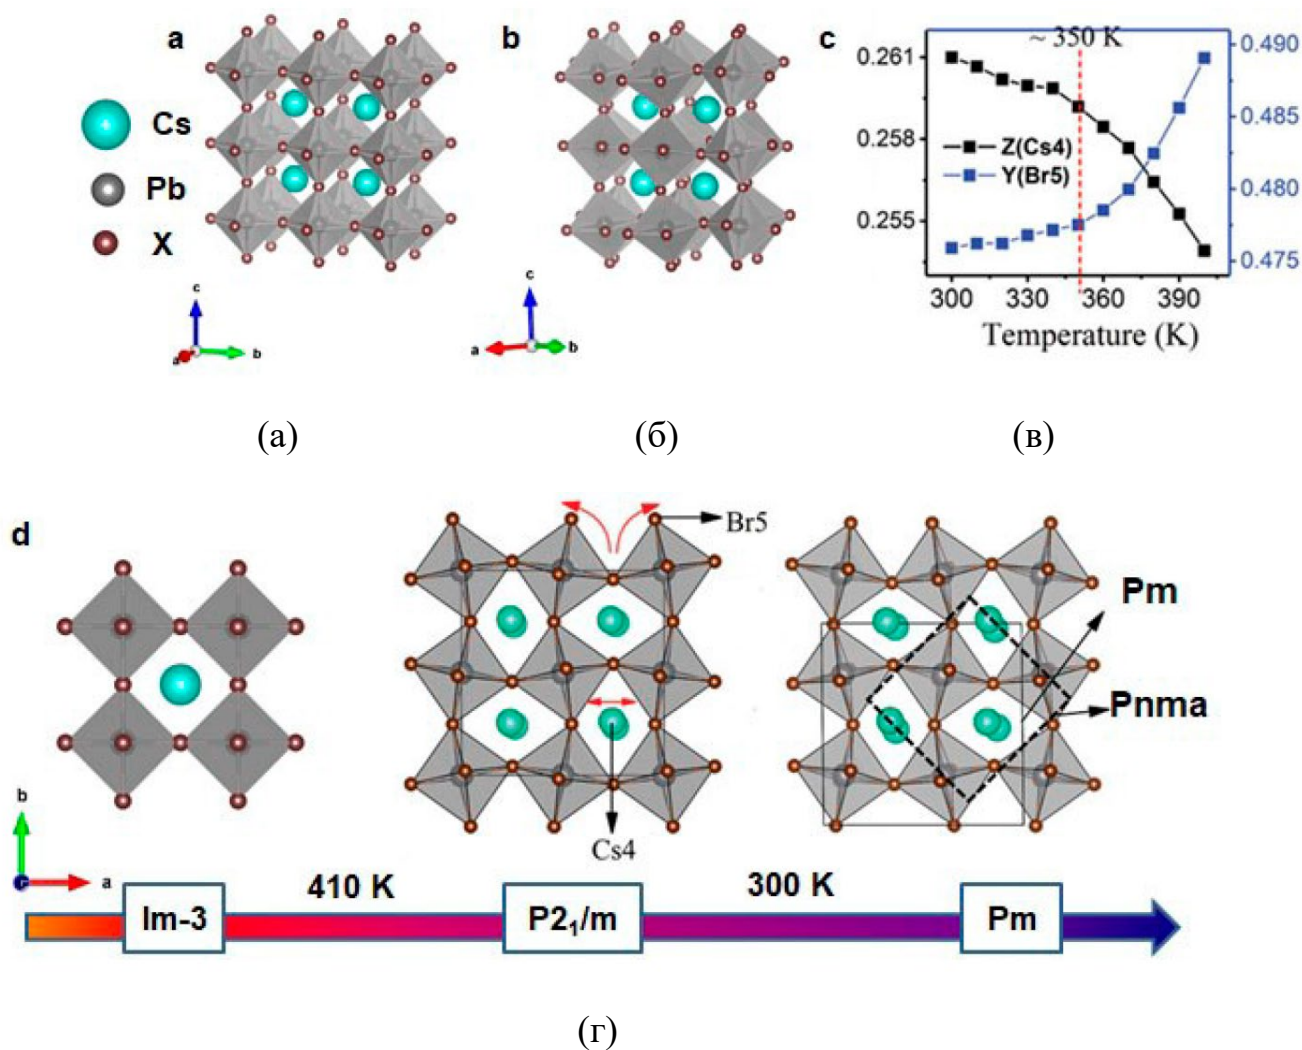 a
b
c
Cs
Pb
X
c
a
b
c
a
b
~ 350 K
0.261
0.258
0.255
0.490
0.485
0.480
0.475
Z(Cs4)
Y(Br5)
300
330
360
390
Temperature (K)
(а)
(б)
(в)
d
Br5
Cs4
Pm
Pnma
b
a
410 K
300 K
Im-3
P2₁/m
Pm
(г)